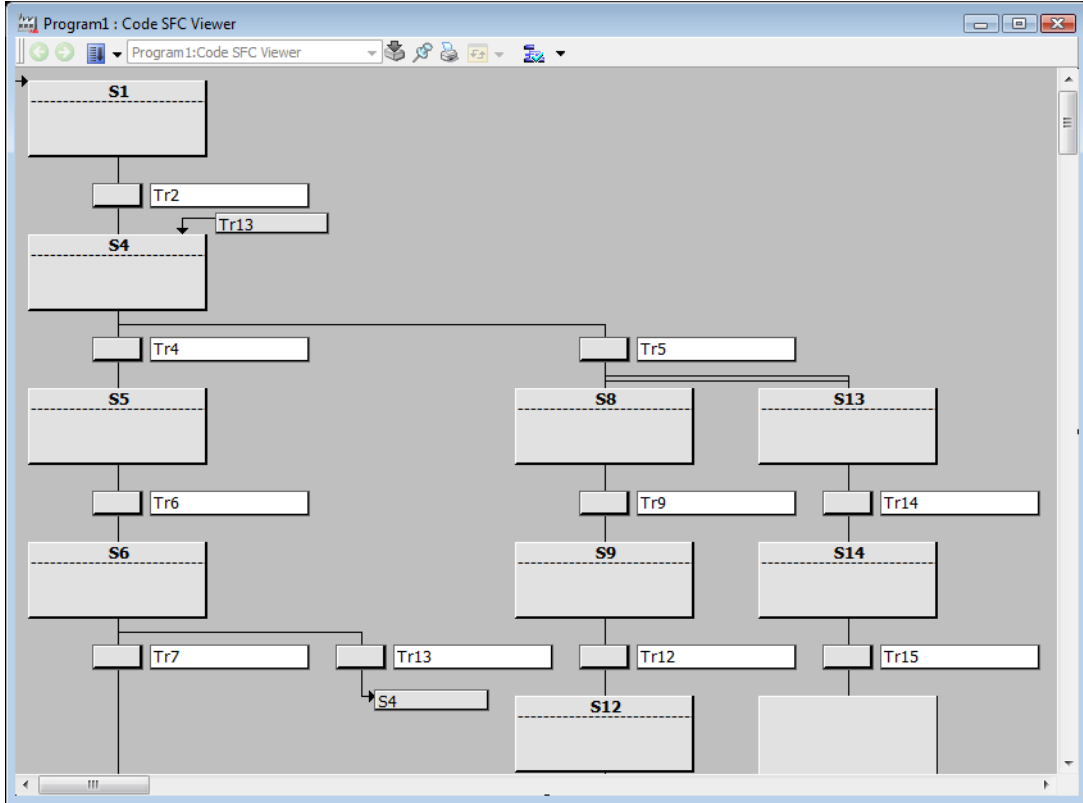 Program1 : Code SFC Viewer
Program1:Code SFC Viewer
S1
Tr2
Tr13
S4
Tr4
Tr5
S5
S8
S13
Tr6
Tr9
Tr14
S6
S9
S14
Tr7
Tr13
Tr12
Tr15
S4
S12